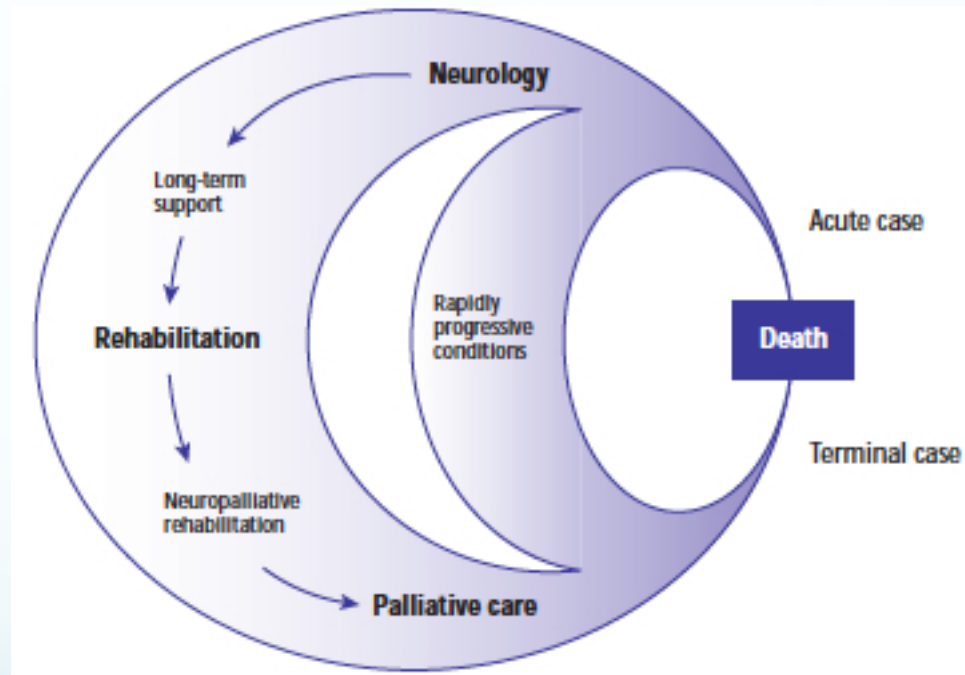 Neurology
Long-term
support
Acute case
Rapidly
progressive
conditions
Rehabilitation
Death
Terminal case
Neuropalliative
rehabilitation
Palliative care